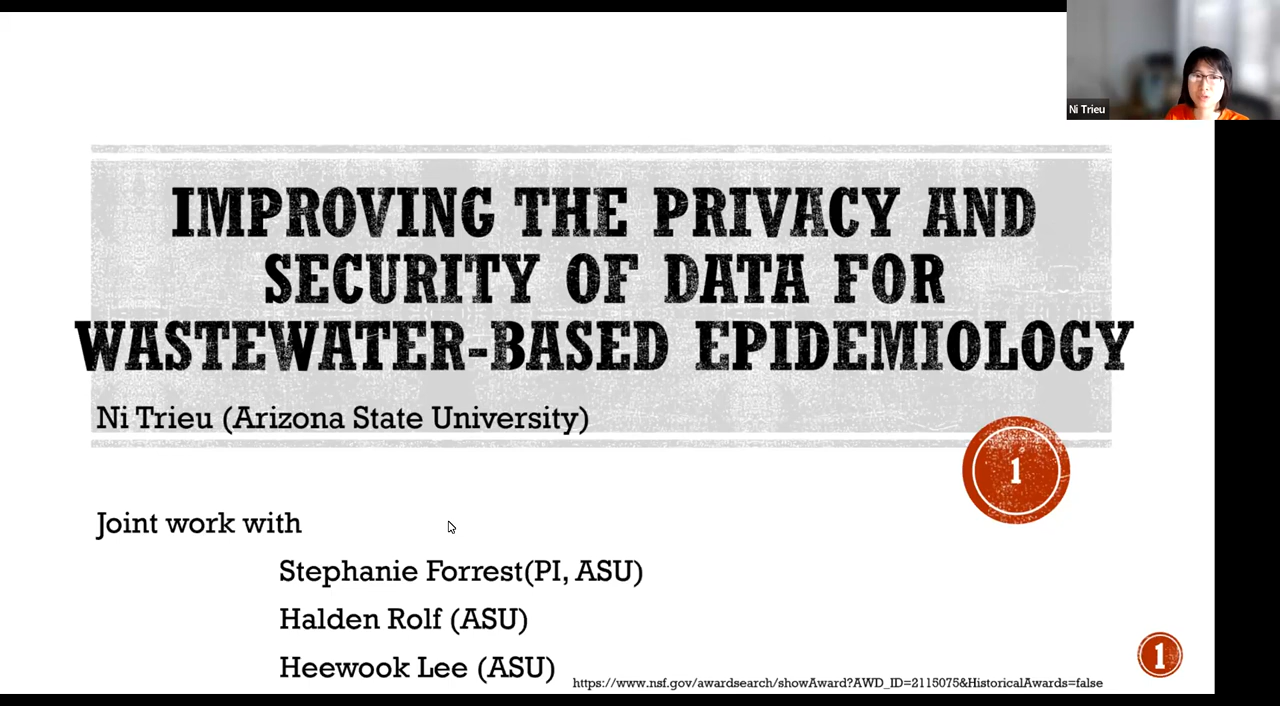 Ni Trieu
IMPROVING THE PRIVACY AND
SECURITY OF DATA FOR
WASTEWATER-BASED EPIDEMIOLOGY
Ni Trieu (Arizona State University)
1
Joint work with
Stephanie Forrest(PI, ASU)
Halden Rolf (ASU)
Heewook Lee (ASU)
1
https://www.nsf.gov/awardsearch/showAward?AWD_ID=2115075&HistoricalAwards=false